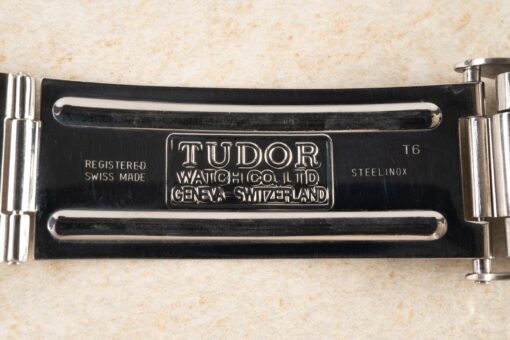 REGISTERED
SWISS MADE
TUDOR
WATCH CO. LTD
GENEVA-SWITZERLAND
T6
STEELINOX